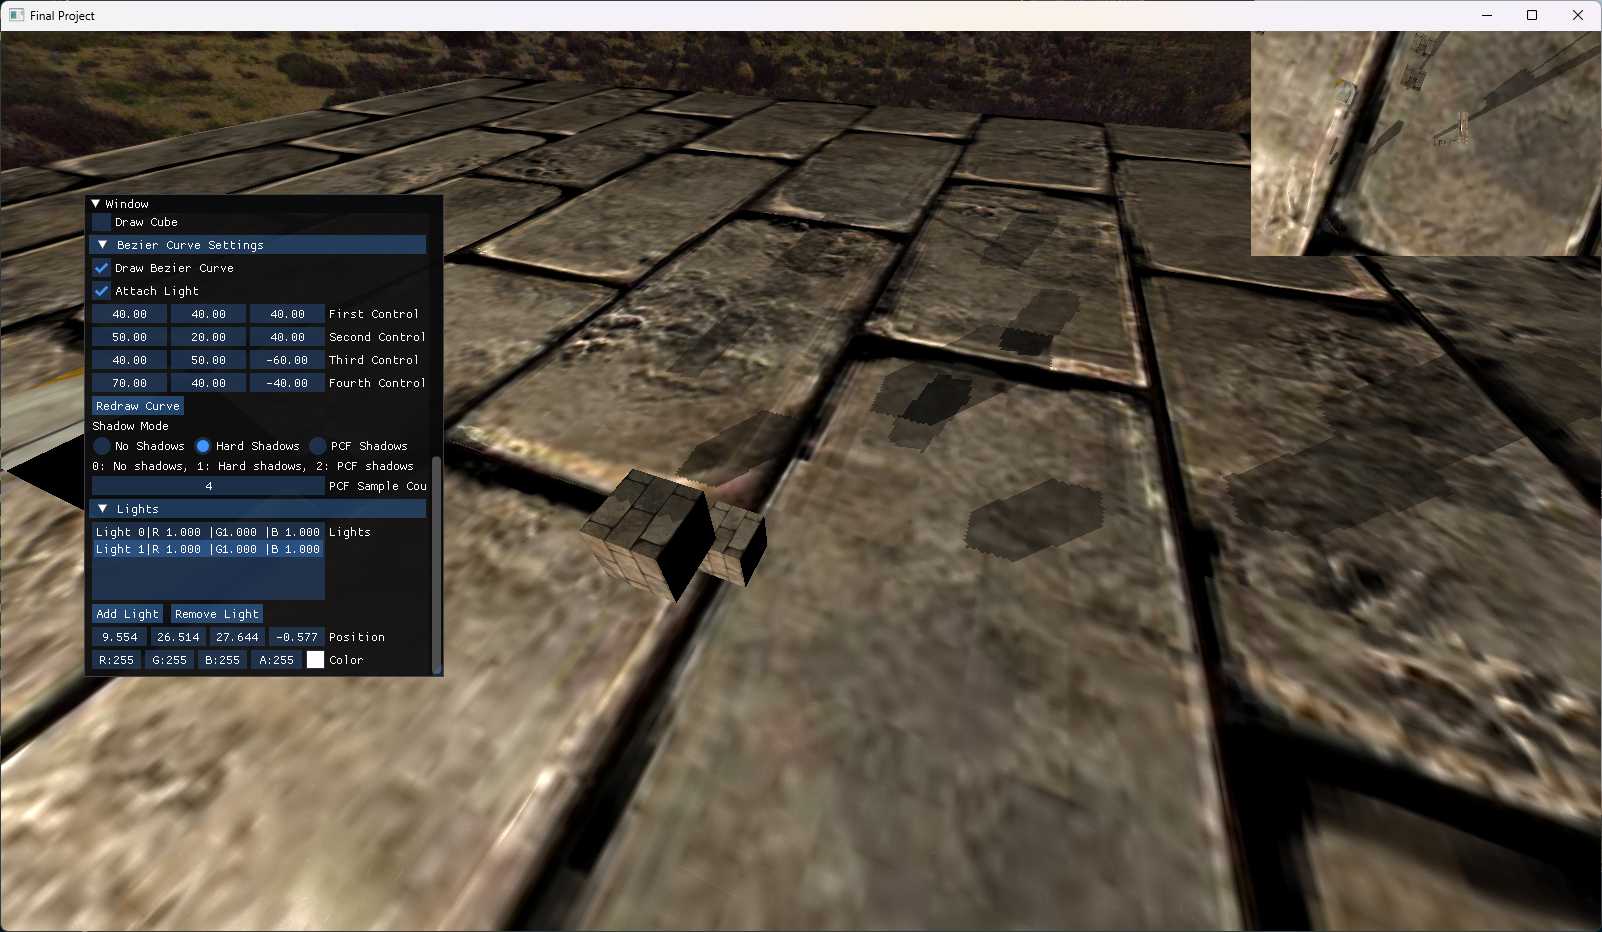 Final Project
Window
Draw Cube
Bezier Curve Settings
Draw Bezier Curve
Attach Light
40.00 40.00 40.00 First Control
50.00 20.00 40.00 Second Control
40.00 50.00 -60.00 Third Control
70.00 40.00 -40.00 Fourth Control
Redraw Curve
Shadow Mode
No Shadows Hard Shadows PCF Shadows
0: No shadows, 1: Hard shadows, 2: PCF shadows
4 PCF Sample Cou
Lights
Light 0|R 1.000 |G1.000 |B 1.000 Lights
Light 1|R 1.000 |G1.000 |B 1.000
Add Light Remove Light
9.554 26.514 27.644 -0.577 Position
R:255 G:255 B:255 A:255 Color